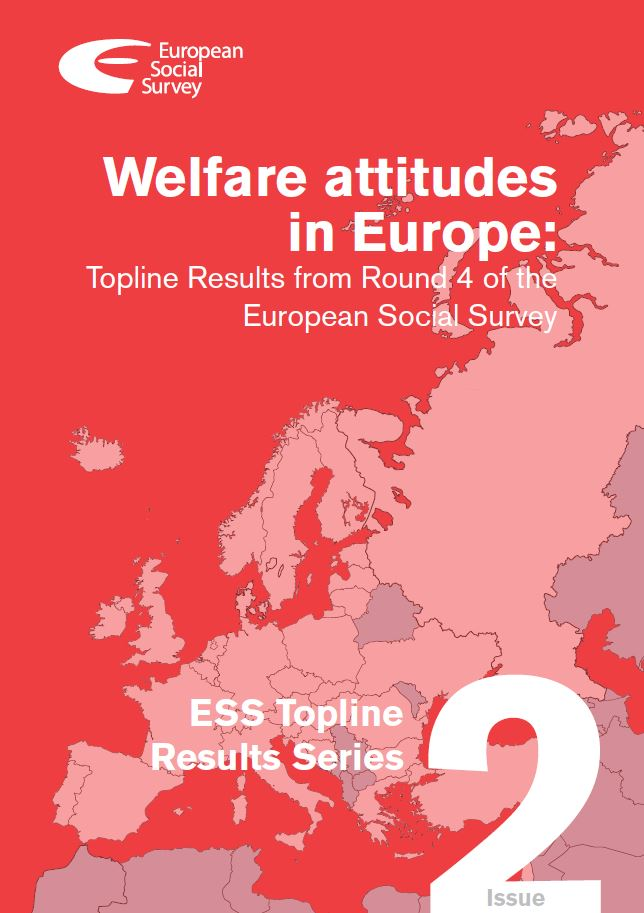 European
Social
Survey
Welfare attitudes
in Europe:
Topline Results from Round 4 of the
European Social Survey
ESS Topline
Results Series
2
Issue